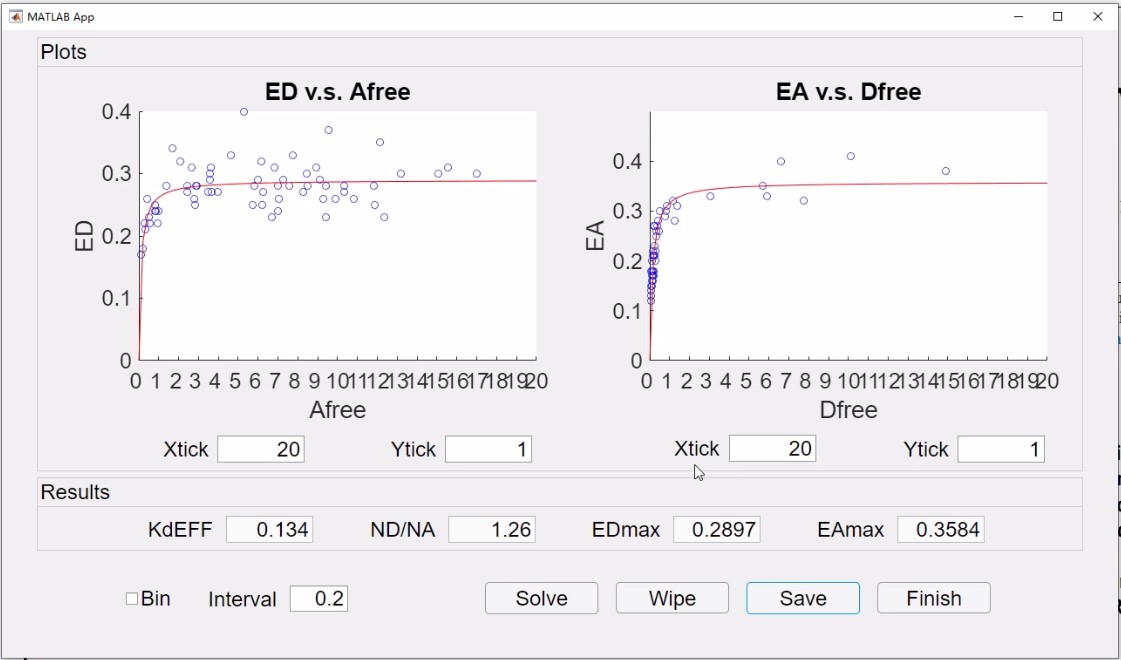 MATLAB App
Plots
ED v.s. Afree
0.4
0.3
0.2
0.1
0
ED
0 1 2 3 4 5 6 7 8 9 10 11 12 13 14 15 16 17 18 19 20
Afree
Xtick 20 Ytick 1
EA v.s. Dfree
0.4
0.3
0.2
0.1
0
EA
0 1 2 3 4 5 6 7 8 9 10 11 12 13 14 15 16 17 18 19 20
Dfree
Xtick 20 Ytick 1
Results
KdEFF 0.134 ND/NA 1.26 EDmax 0.2897 EAmax 0.3584
Bin Interval 0.2 Solve Wipe Save Finish